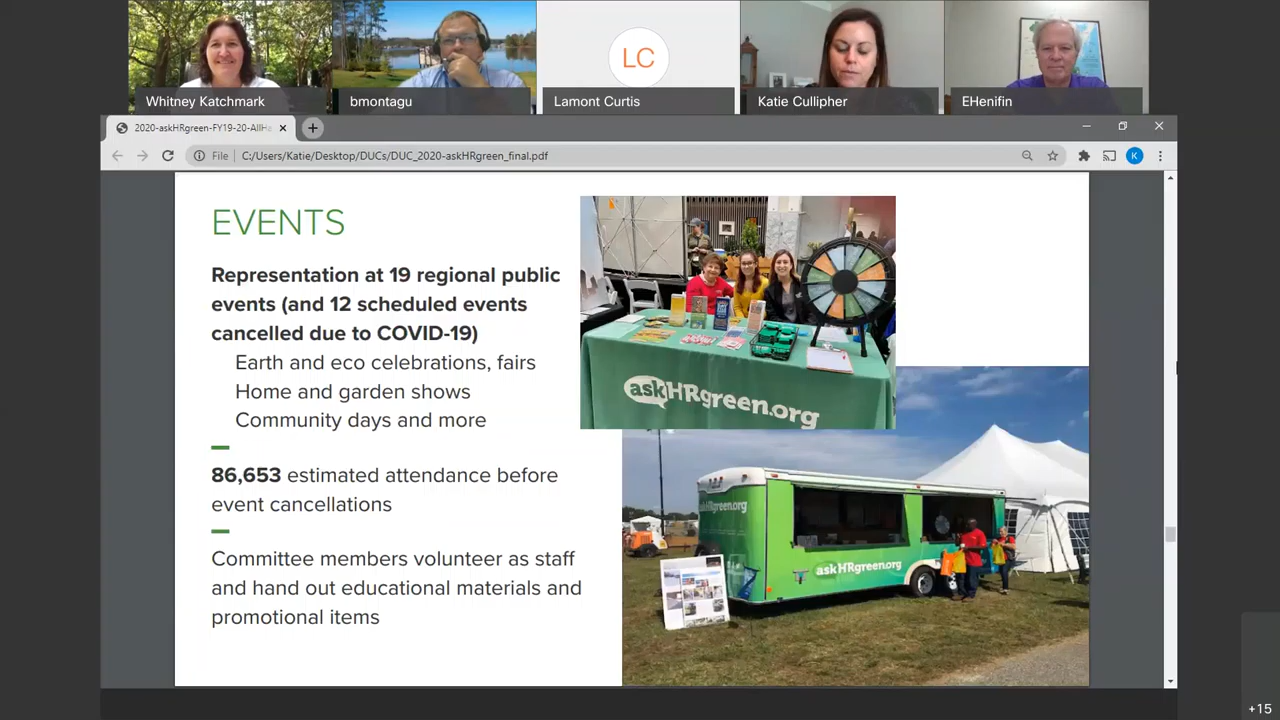 LC
Whitney Katchmark
bmontagu
Lamont Curtis
Katie Cullipher
EHenifin
2020-askHRgreen-FY19-20-AllHa
File
C:/Users/Katie/Desktop/DUCs/DUC_2020-askHRgreen_final.pdf
K
EVENTS
Representation at 19 regional public
events (and 12 scheduled events
cancelled due to COVID-19)
Earth and eco celebrations, fairs
Home and garden shows
Community days and more
86,653 estimated attendance before
event cancellations
Committee members volunteer as staff
and hand out educational materials and
promotional items
askHRgreen.org
askHRgreen.org
askHRgreen.org
+15